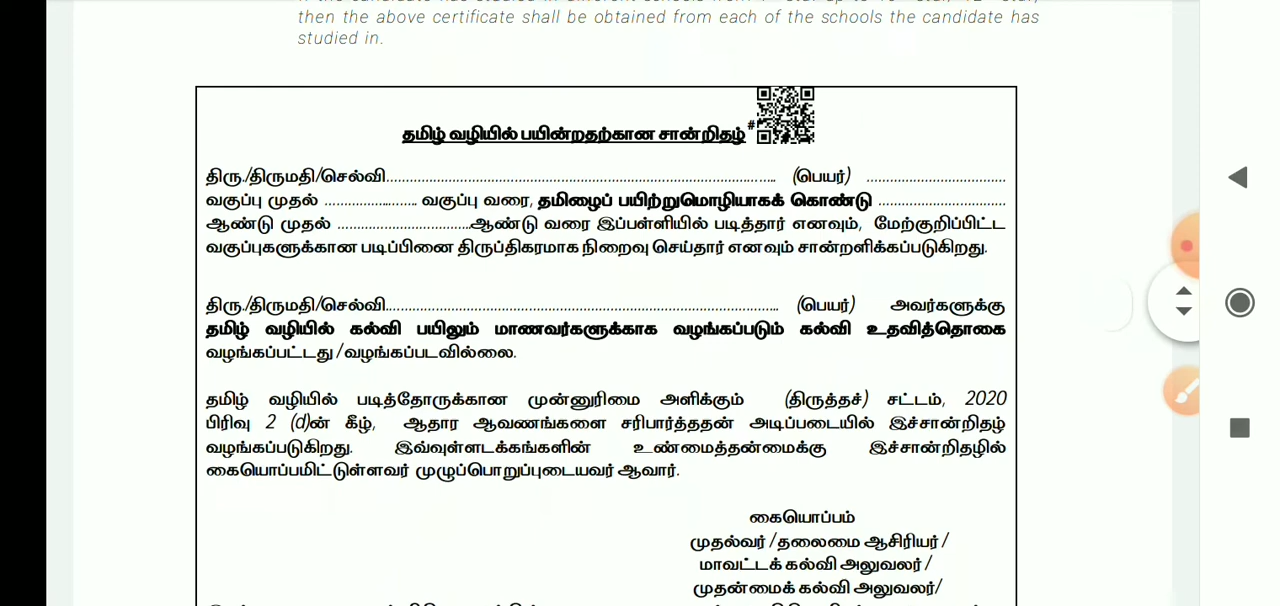 then the above certificate shall be obtained from each of the schools the candidate has
studied in.
தமிழ் வழியில் பயின்றதற்கான சான்றிதழ் #
திரு./திருமதி/செல்வி........................................................................................................ (பெயர்) ...................................
வகுப்பு முதல் ....................... வகுப்பு வரை, தமிழைப் பயிற்றுமொழியாகக் கொண்டு ................................
ஆண்டு முதல் .................................ஆண்டு வரை இப்பள்ளியில் படித்தார் எனவும், மேற்குறிப்பிட்ட
வகுப்புகளுக்கான படிப்பினை திருப்திகரமாக நிறைவு செய்தார் எனவும் சான்றளிக்கப்படுகிறது.
திரு./திருமதி/செல்வி........................................................................................................ (பெயர்) அவர்களுக்கு
தமிழ் வழியில் கல்வி பயிலும் மாணவர்களுக்காக வழங்கப்படும் கல்வி உதவித்தொகை
வழங்கப்பட்டது /வழங்கப்படவில்லை.
தமிழ் வழியில் படித்தோருக்கான முன்னுரிமை அளிக்கும் (திருத்தச்) சட்டம், 2020
பிரிவு 2 (d)ன் கீழ், ஆதார ஆவணங்களை சரிபார்த்ததன் அடிப்படையில் இச்சான்றிதழ்
வழங்கப்படுகிறது. இவ்வுள்ளடக்கங்களின் உண்மைத்தன்மைக்கு இச்சான்றிதழில்
கையொப்பமிட்டுள்ளவர் முழுப்பொறுப்புடையவர் ஆவார்.
கையொப்பம்
முதல்வர் /தலைமை ஆசிரியர் /
மாவட்டக் கல்வி அலுவலர் /
முதன்மைக் கல்வி அலுவலர்/